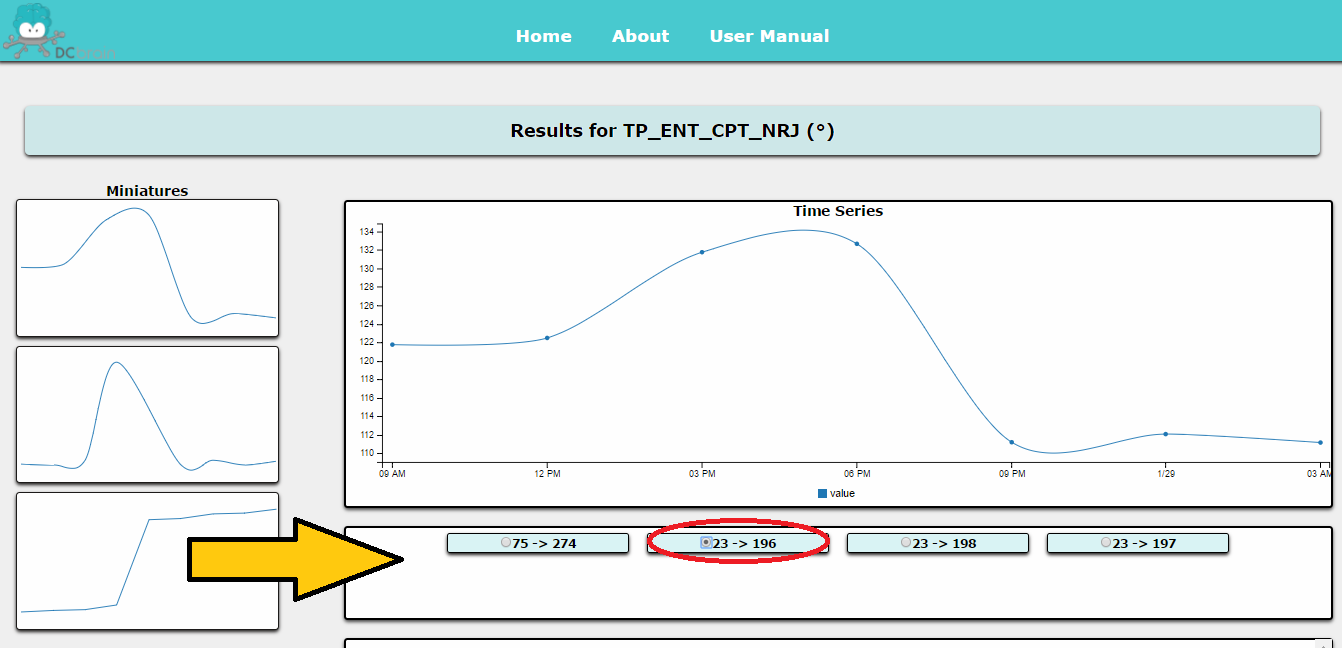 DCbrain
Home About User Manual
Results for TP_ENT_CPT_NRJ (°)
Miniatures
Time Series
134
132
130
128
126
124
122
120
118
116
114
112
110
09 AM 12 PM 03 PM 06 PM 09 PM 1/29 03 AM
value
75 -> 274 23 -> 196 23 -> 198 23 -> 197